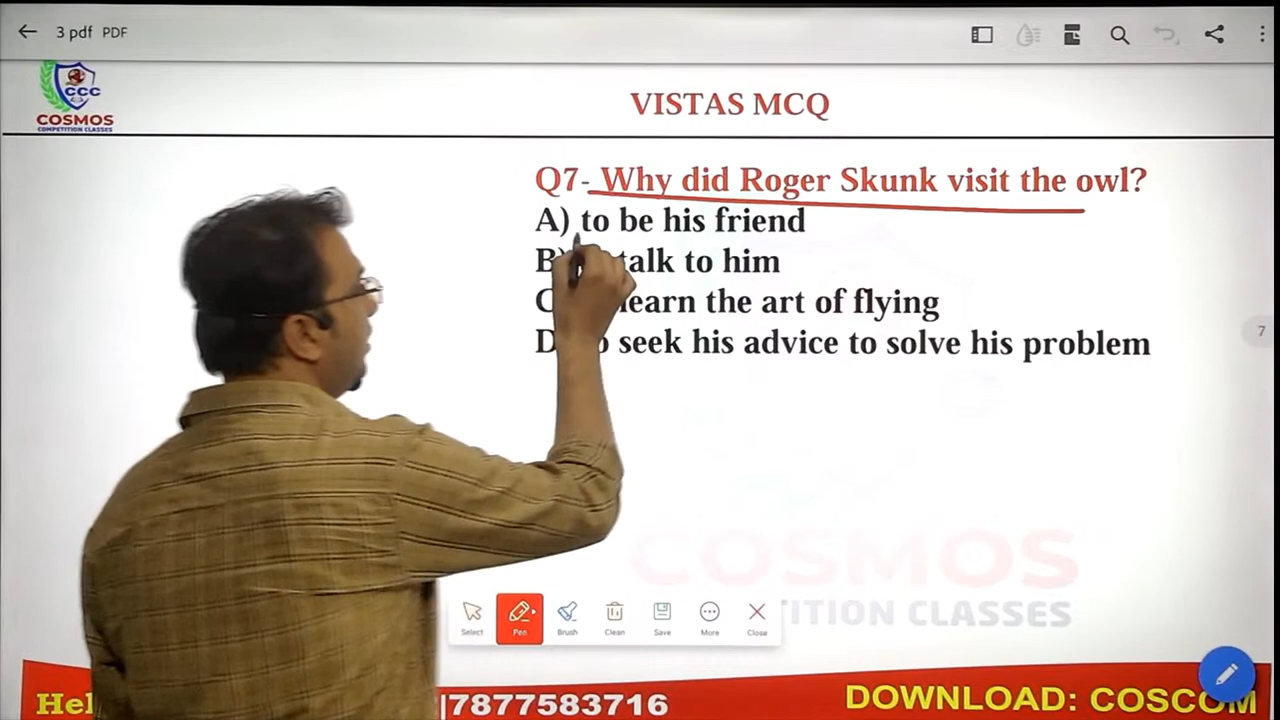 3 pdf PDF
CCC
COSMOS
COMPETITION CLASSES
VISTAS MCQ
Q7- Why did Roger Skunk visit the owl?
A) to be his friend
B) talk to him
C learn the art of flying
D seek his advice to solve his problem
7
COSMOS
TITION CLASSES
Select Pen Brush Clean Save More Close
Hel |7877583716 DOWNLOAD: COSCOM